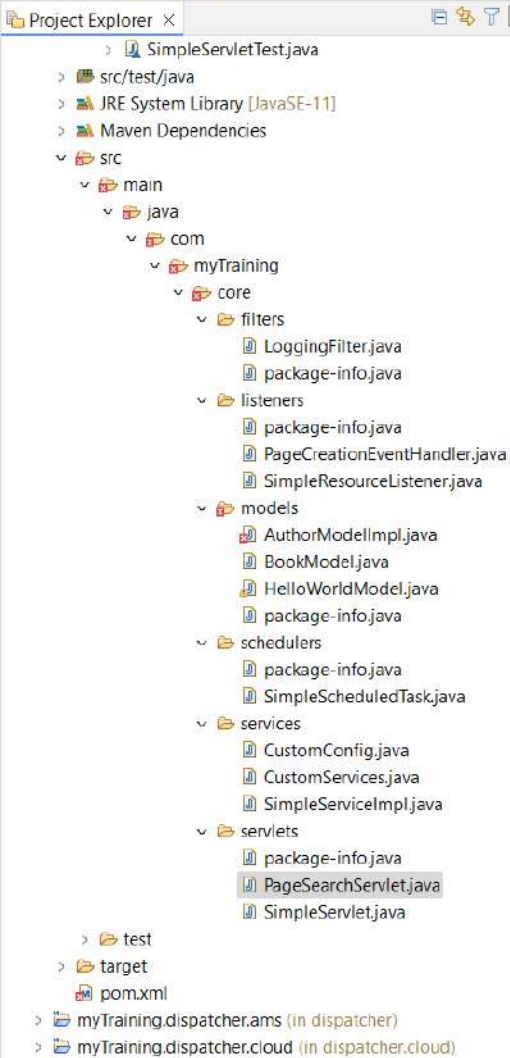 Project Explorer
SimpleServletTest.java
src/test/java
JRE System Library [JavaSE-11]
Maven Dependencies
src
main
java
com
myTraining
core
filters
LoggingFilter.java
package-info.java
listeners
package-info.java
PageCreationEventHandler.java
SimpleResourceListener.java
models
AuthorModelImpl.java
BookModel.java
HelloWorldModel.java
package-info.java
schedulers
package-info.java
SimpleScheduledTask.java
services
CustomConfig.java
CustomServices.java
SimpleServiceImpl.java
servlets
package-info.java
PageSearchServlet.java
SimpleServlet.java
test
target
pom.xml
myTraining.dispatcher.ams (in dispatcher)
myTraining.dispatcher.cloud (in dispatcher.cloud)